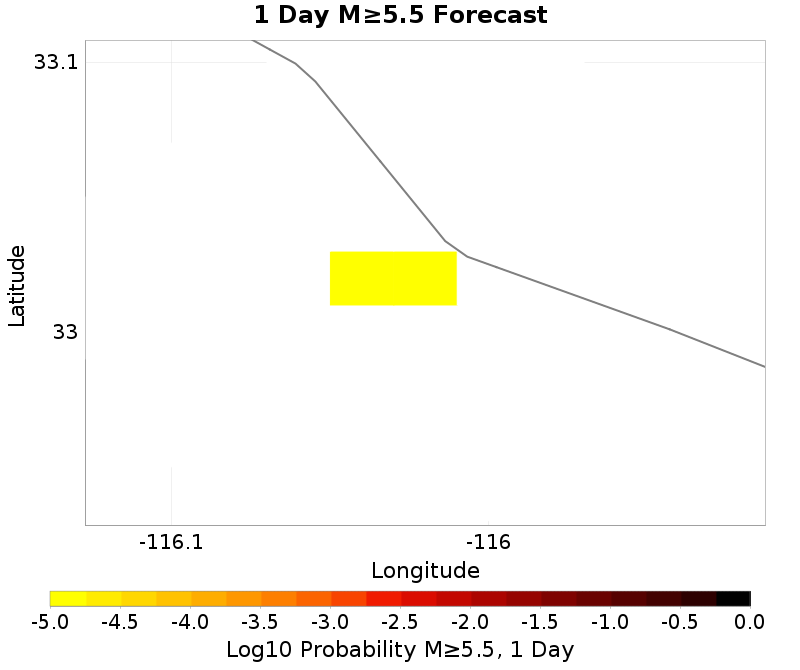 1 Day M≥5.5 Forecast
33.1
33
Latitude
-116.1
-116
Longitude
-5.0 -4.5 -4.0 -3.5 -3.0 -2.5 -2.0 -1.5 -1.0 -0.5 0.0
Log10 Probability M≥5.5, 1 Day